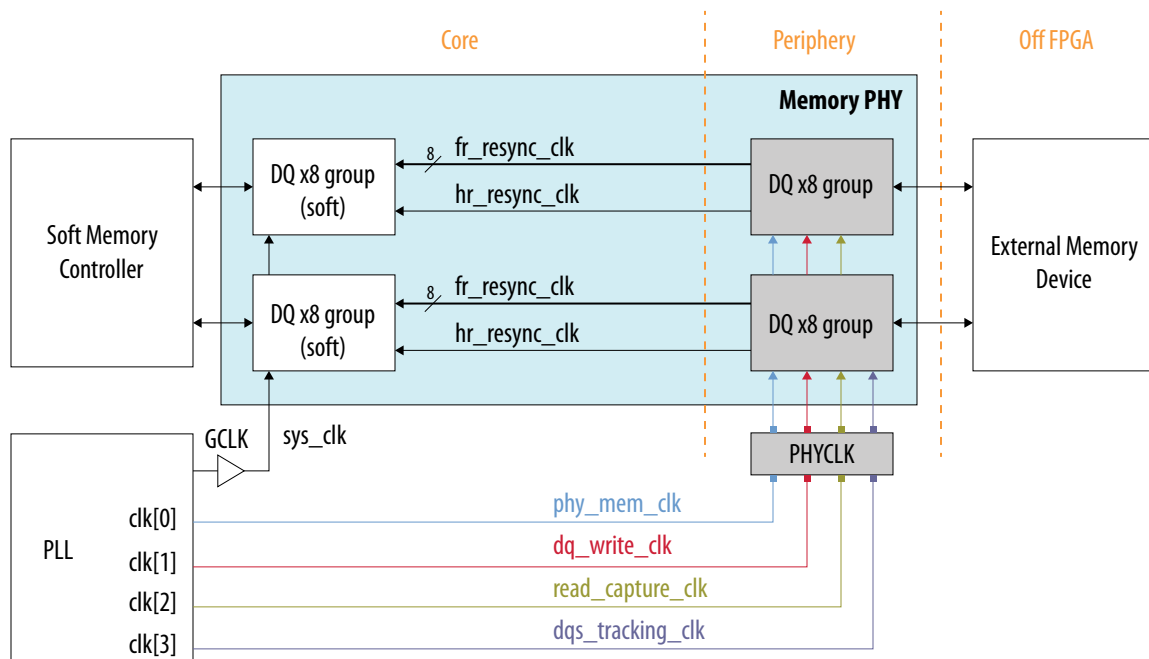 Core
Periphery
Off FPGA
Memory PHY
Soft Memory
Controller
DQ x8 group
(soft)
8
fr_resync_clk
hr_resync_clk
DQ x8 group
External Memory
Device
DQ x8 group
(soft)
8
fr_resync_clk
hr_resync_clk
DQ x8 group
GCLK
sys_clk
PHYCLK
PLL
clk[0]
phy_mem_clk
clk[1]
dq_write_clk
clk[2]
read_capture_clk
clk[3]
dqs_tracking_clk